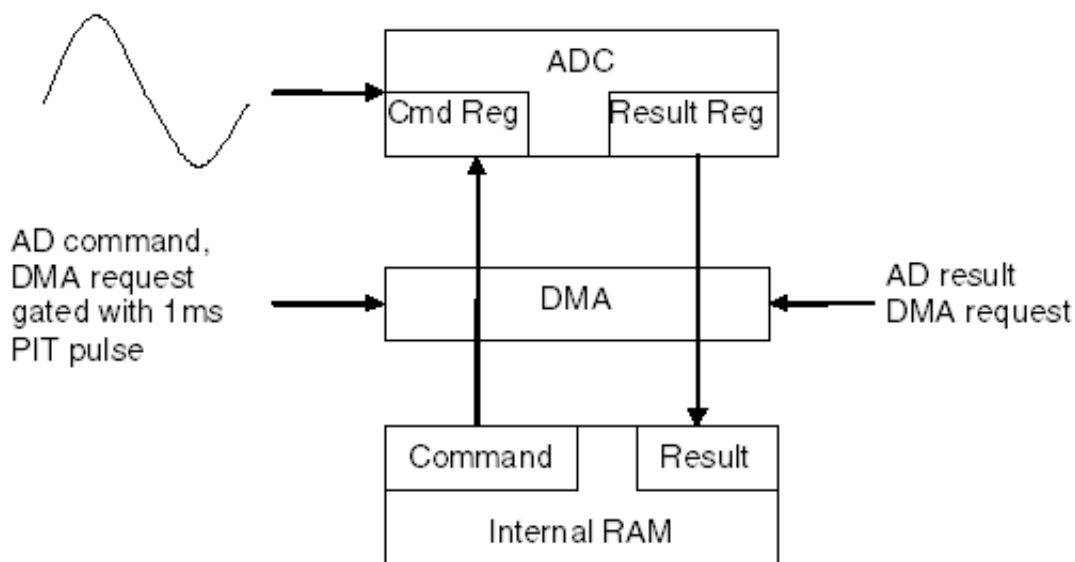 ADC
Cmd Reg
Result Reg
AD command,
DMA request
gated with 1ms
PIT pulse
DMA
AD result
DMA request
Command
Result
Internal RAM